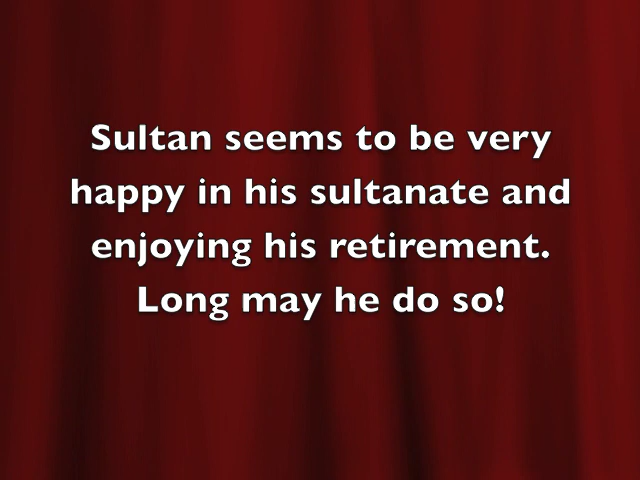 Sultan seems to be very
happy in his sultanate and
enjoying his retirement.
Long may he do so!